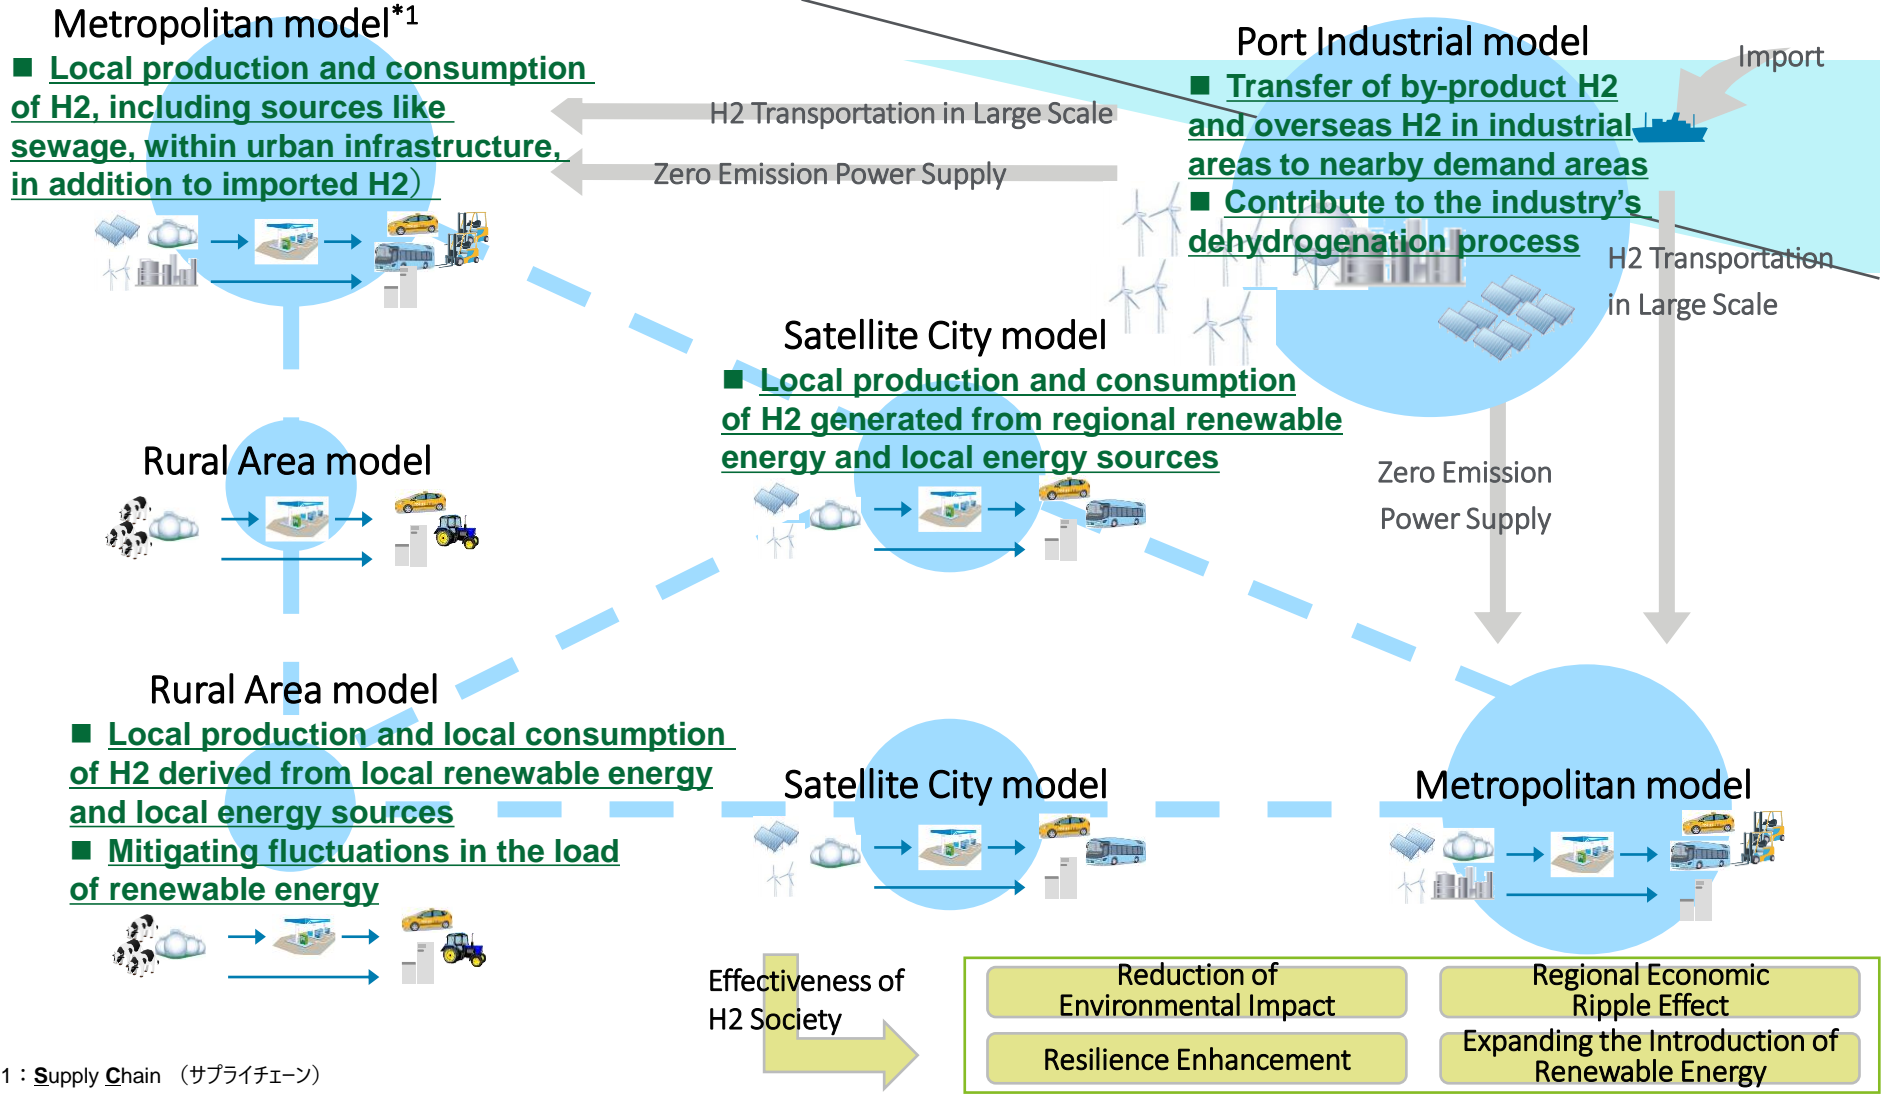 Metropolitan model*1
■ Local production and consumption
of H2, including sources like
sewage, within urban infrastructure,
in addition to imported H2）
H2 Transportation in Large Scale
Zero Emission Power Supply
Port Industrial model
■ Transfer of by-product H2
and overseas H2 in industrial
areas to nearby demand areas
■ Contribute to the industry’s
dehydrogenation process
Import
H2 Transportation
in Large Scale
Satellite City model
■ Local production and consumption
of H2 generated from regional renewable
energy and local energy sources
Zero Emission
Power Supply
Rural Area model
Rural Area model
■ Local production and local consumption
of H2 derived from local renewable energy
and local energy sources
■ Mitigating fluctuations in the load
of renewable energy
Satellite City model
Metropolitan model
Effectiveness of
H2 Society
Reduction of
Environmental Impact
Regional Economic
Ripple Effect
Resilience Enhancement
Expanding the Introduction of
Renewable Energy
1：Supply Chain （サプライチェーン）